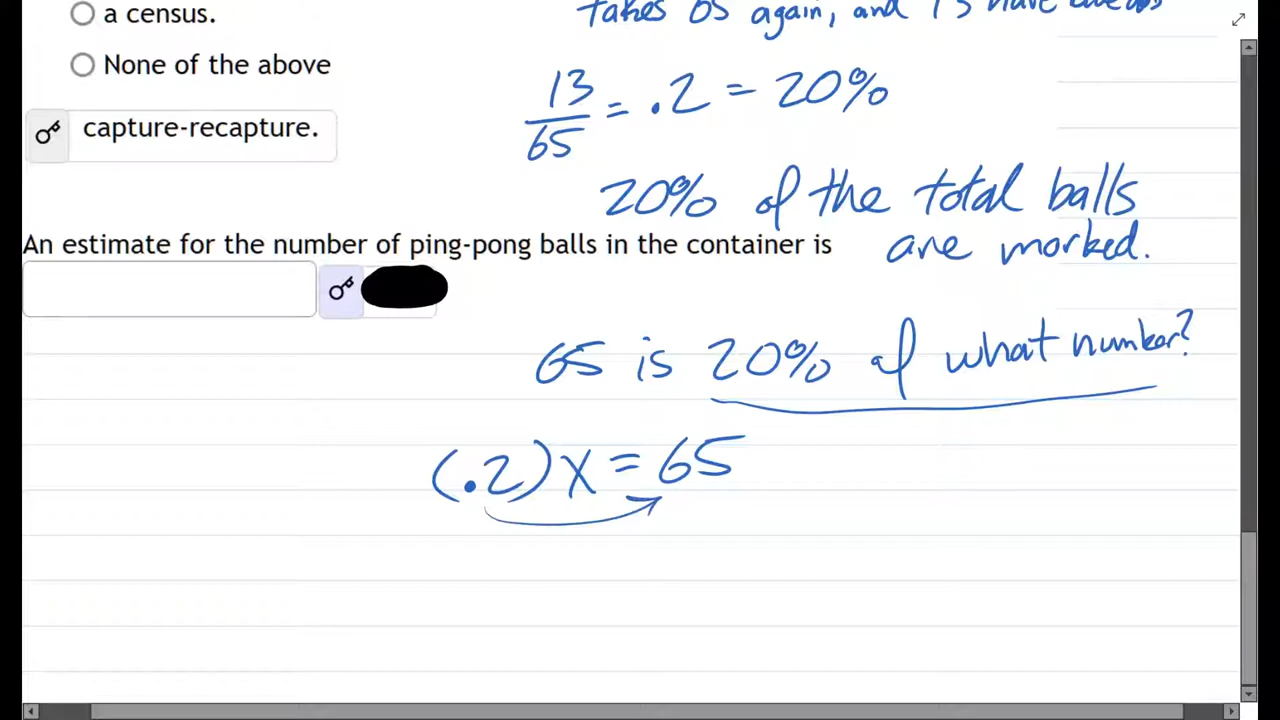 a census.
takes 65 again, and 13 have
None of the above
13/65 = .2 = 20%
capture-recapture.
20% of the total balls
are marked.
An estimate for the number of ping-pong balls in the container is
65 is 20% of what number?
(.2)x = 65